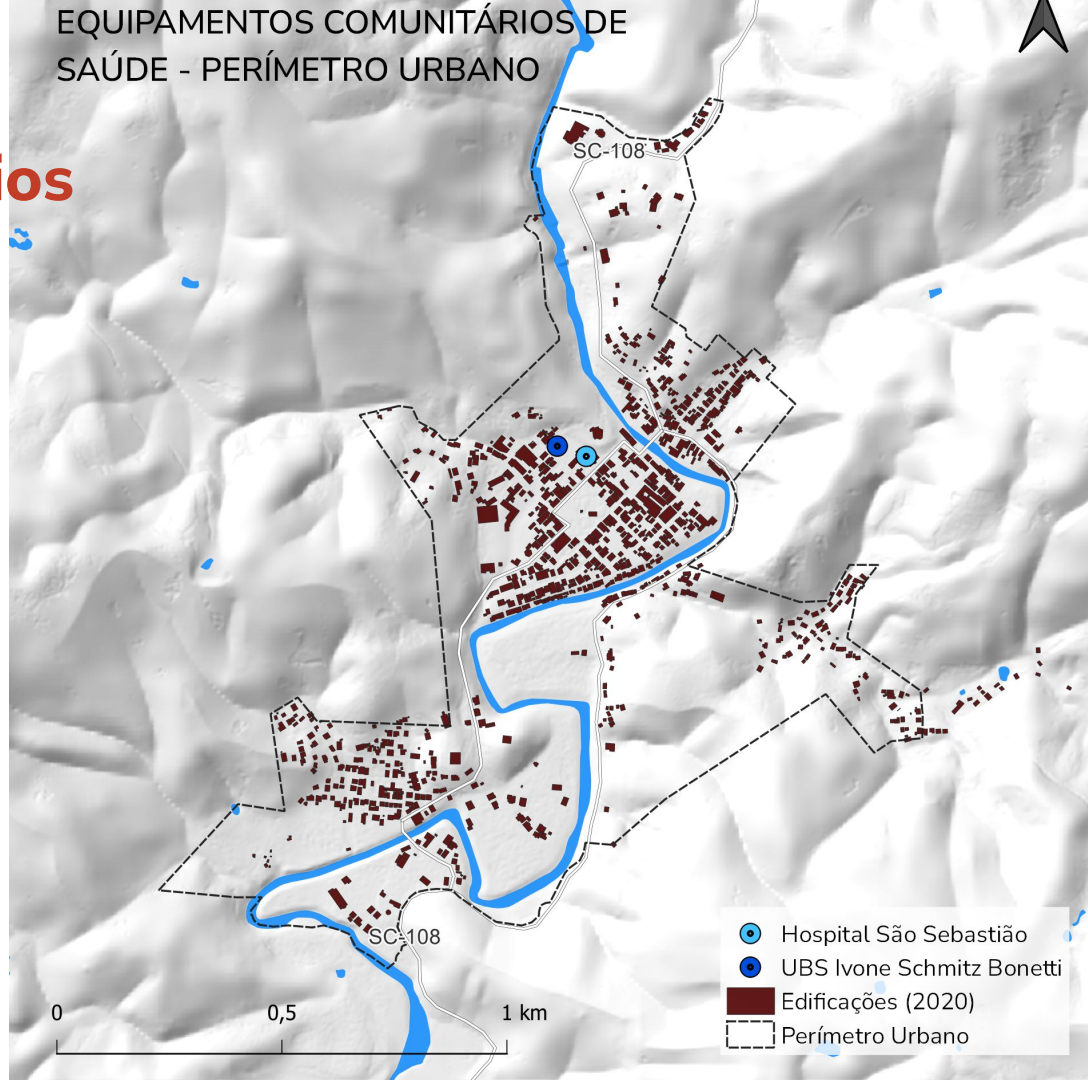 EQUIPAMENTOS COMUNITÁRIOS DE
SAÚDE - PERÍMETRO URBANO
ios
SC-108
SC-108
Hospital São Sebastião
UBS Ivone Schmitz Bonetti
Edificações (2020)
Perímetro Urbano
0 0,5 1 km